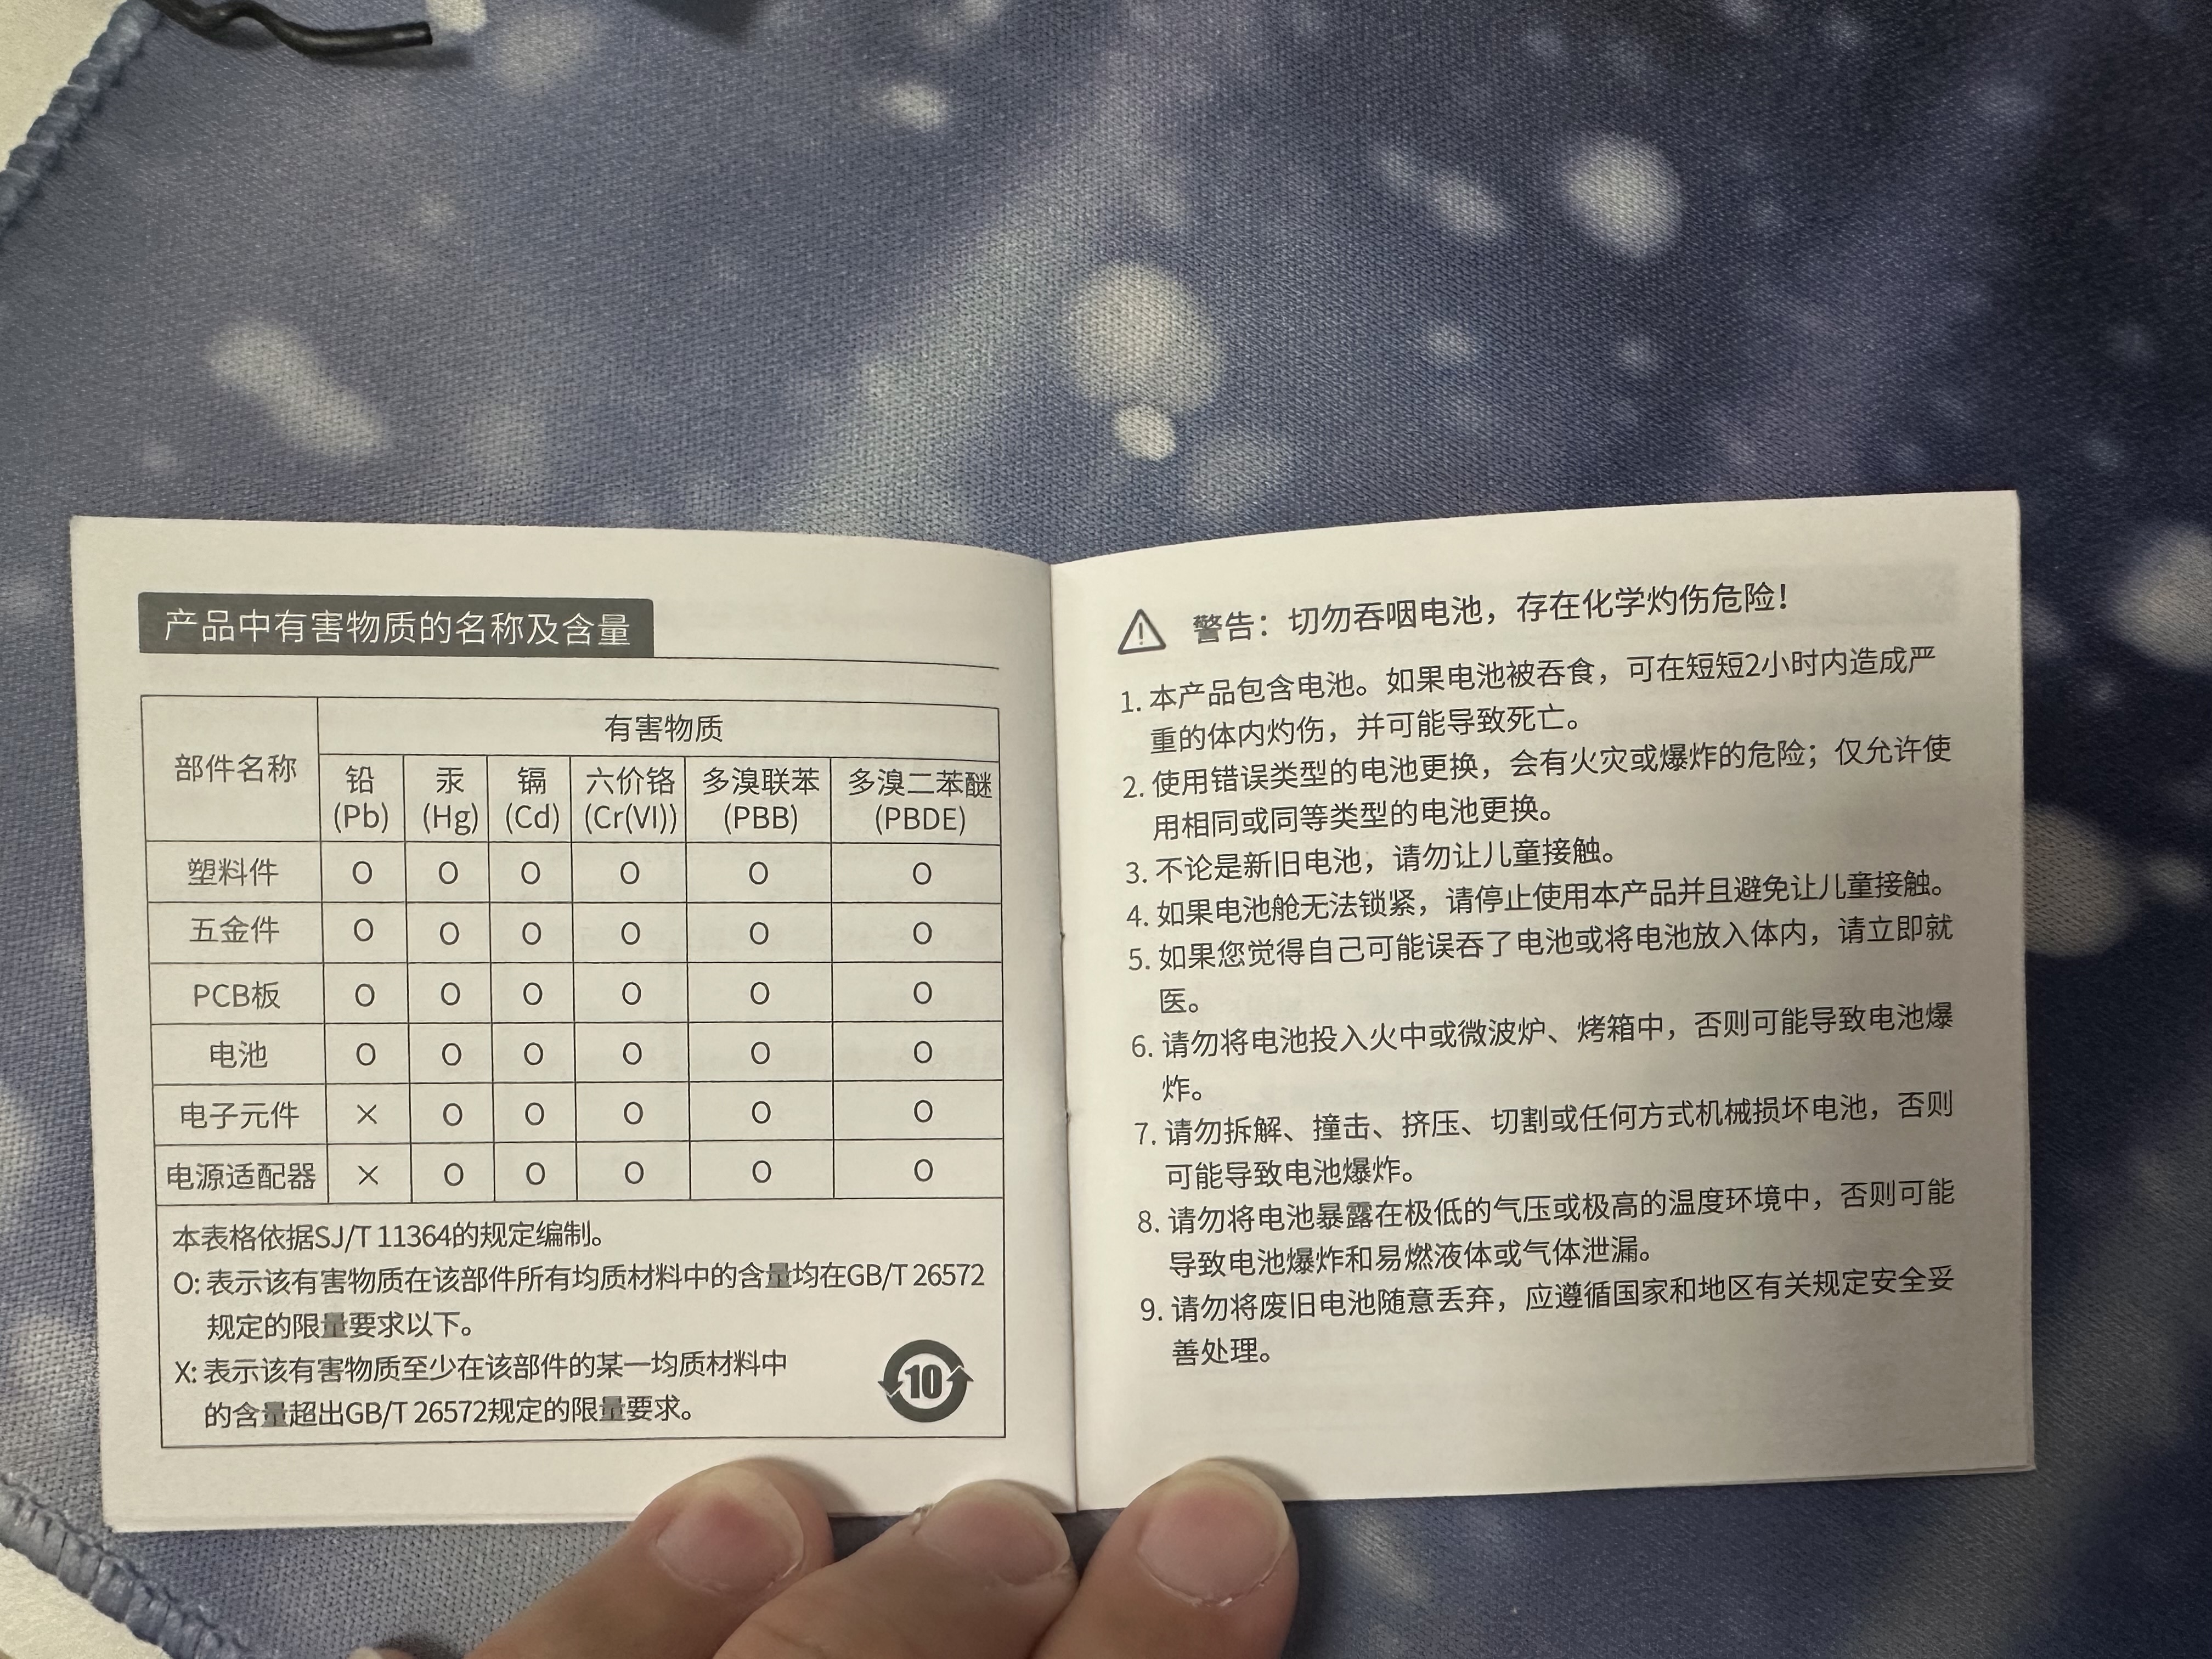 产品中有害物质的名称及含量
部件名称 有害物质
铅 汞 镉 六价铬 多溴联苯 多溴二苯醚
(Pb) (Hg) (Cd) (Cr(VI)) (PBB) (PBDE)
塑料件 O O O O O O
五金件 O O O O O O
PCB板 O O O O O O
电池 O O O O O O
电子元件 × O O O O O
电源适配器 × O O O O O
本表格依据SJ/T 11364的规定编制。
O: 表示该有害物质在该部件所有均质材料中的含量均在GB/T 26572
规定的限量要求以下。
X: 表示该有害物质至少在该部件的某一均质材料中
的含量超出GB/T 26572规定的限量要求。
10
警告：切勿吞咽电池，存在化学灼伤危险！
1. 本产品包含电池。如果电池被吞食，可在短短2小时内造成严
重的体内灼伤，并可能导致死亡。
2. 使用错误类型的电池更换，会有火灾或爆炸的危险；仅允许使
用相同或同等类型的电池更换。
3. 不论是新旧电池，请勿让儿童接触。
4. 如果电池舱无法锁紧，请停止使用本产品并且避免让儿童接触。
5. 如果您觉得自己可能误吞了电池或将电池放入体内，请立即就
医。
6. 请勿将电池投入火中或微波炉、烤箱中，否则可能导致电池爆
炸。
7. 请勿拆解、撞击、挤压、切割或任何方式机械损坏电池，否则
可能导致电池爆炸。
8. 请勿将电池暴露在极低的气压或极高的温度环境中，否则可能
导致电池爆炸和易燃液体或气体泄漏。
9. 请勿将废旧电池随意丢弃，应遵循国家和地区有关规定安全妥
善处理。